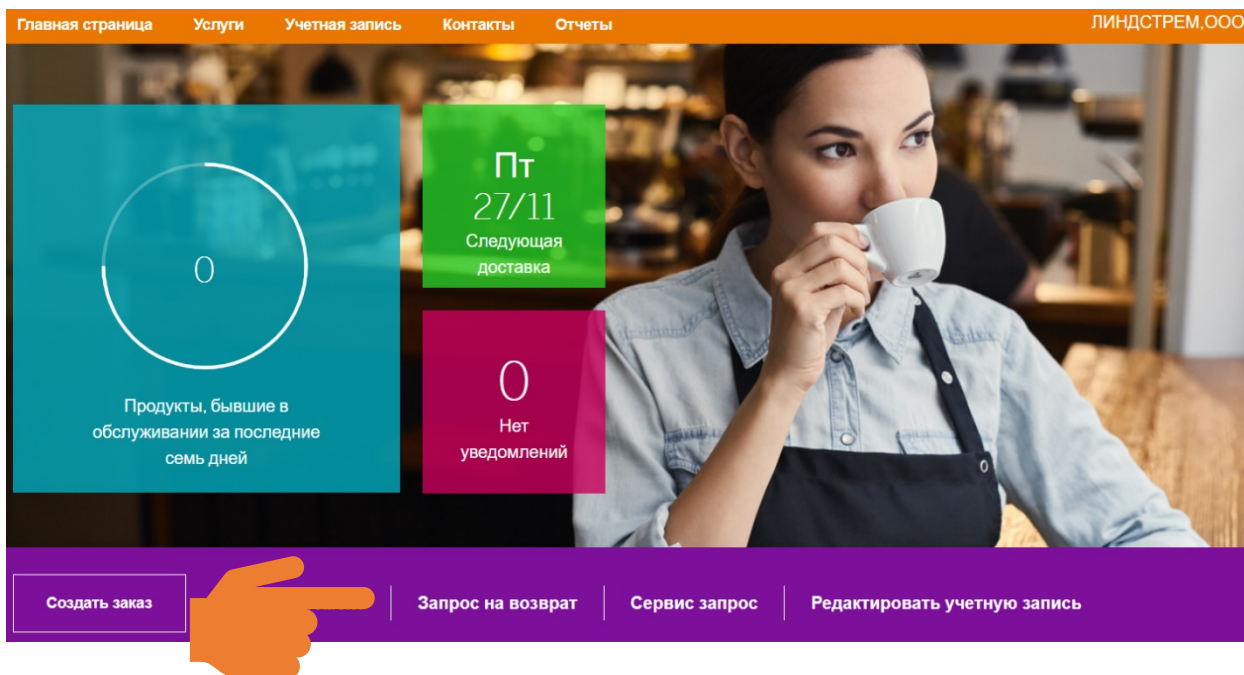 Главная страница Услуги Учетная запись Контакты Отчеты ЛИНДСТРЕМ,ООО
0
Продукты, бывшие в
обслуживании за последние
семь дней
Пт
27/11
Следующая
доставка
0
Нет
уведомлений
Создать заказ Запрос на возврат Сервис запрос Редактировать учетную запись